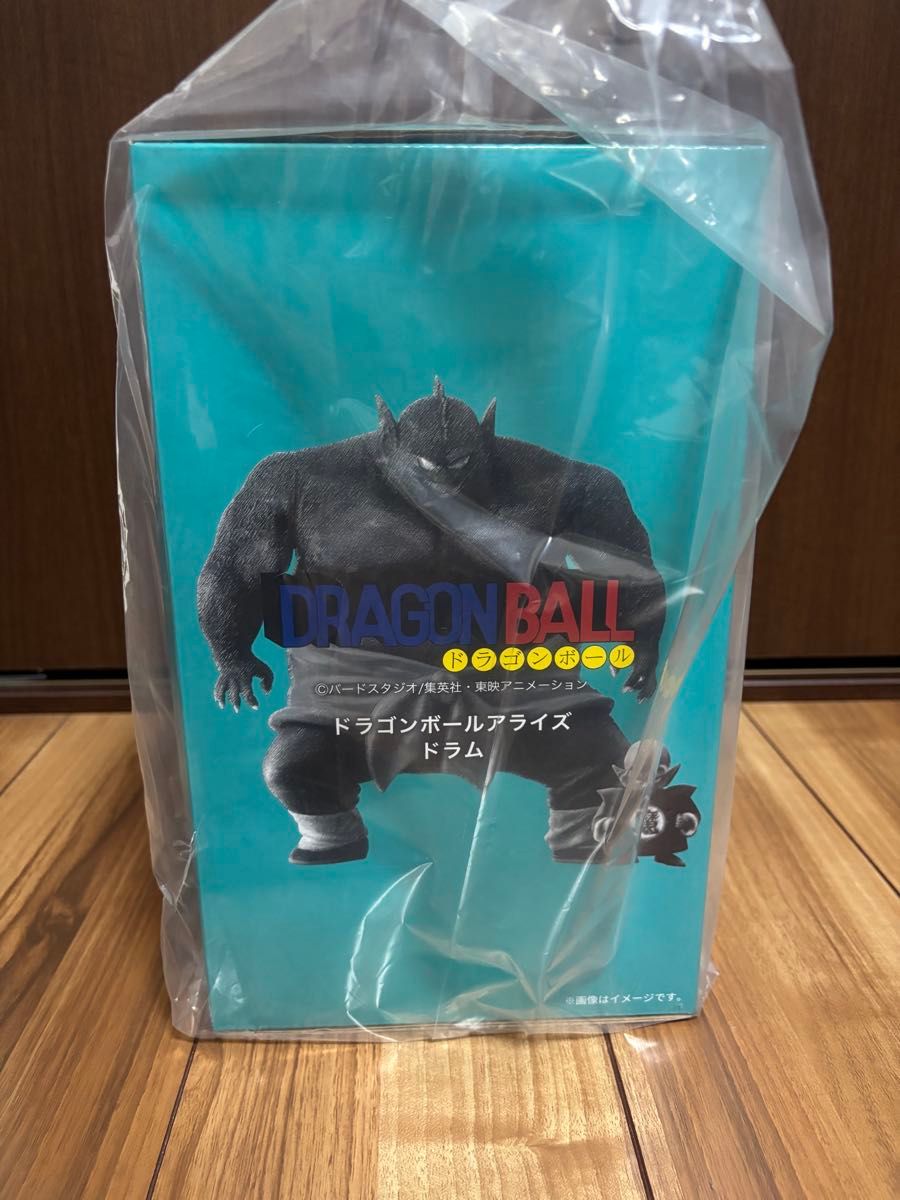 DRAGON BALL
ドラゴンボール
©バードスタジオ/集英社・東映アニメーション
ドラゴンボールアライズ
ドラム
※画像はイメージです。